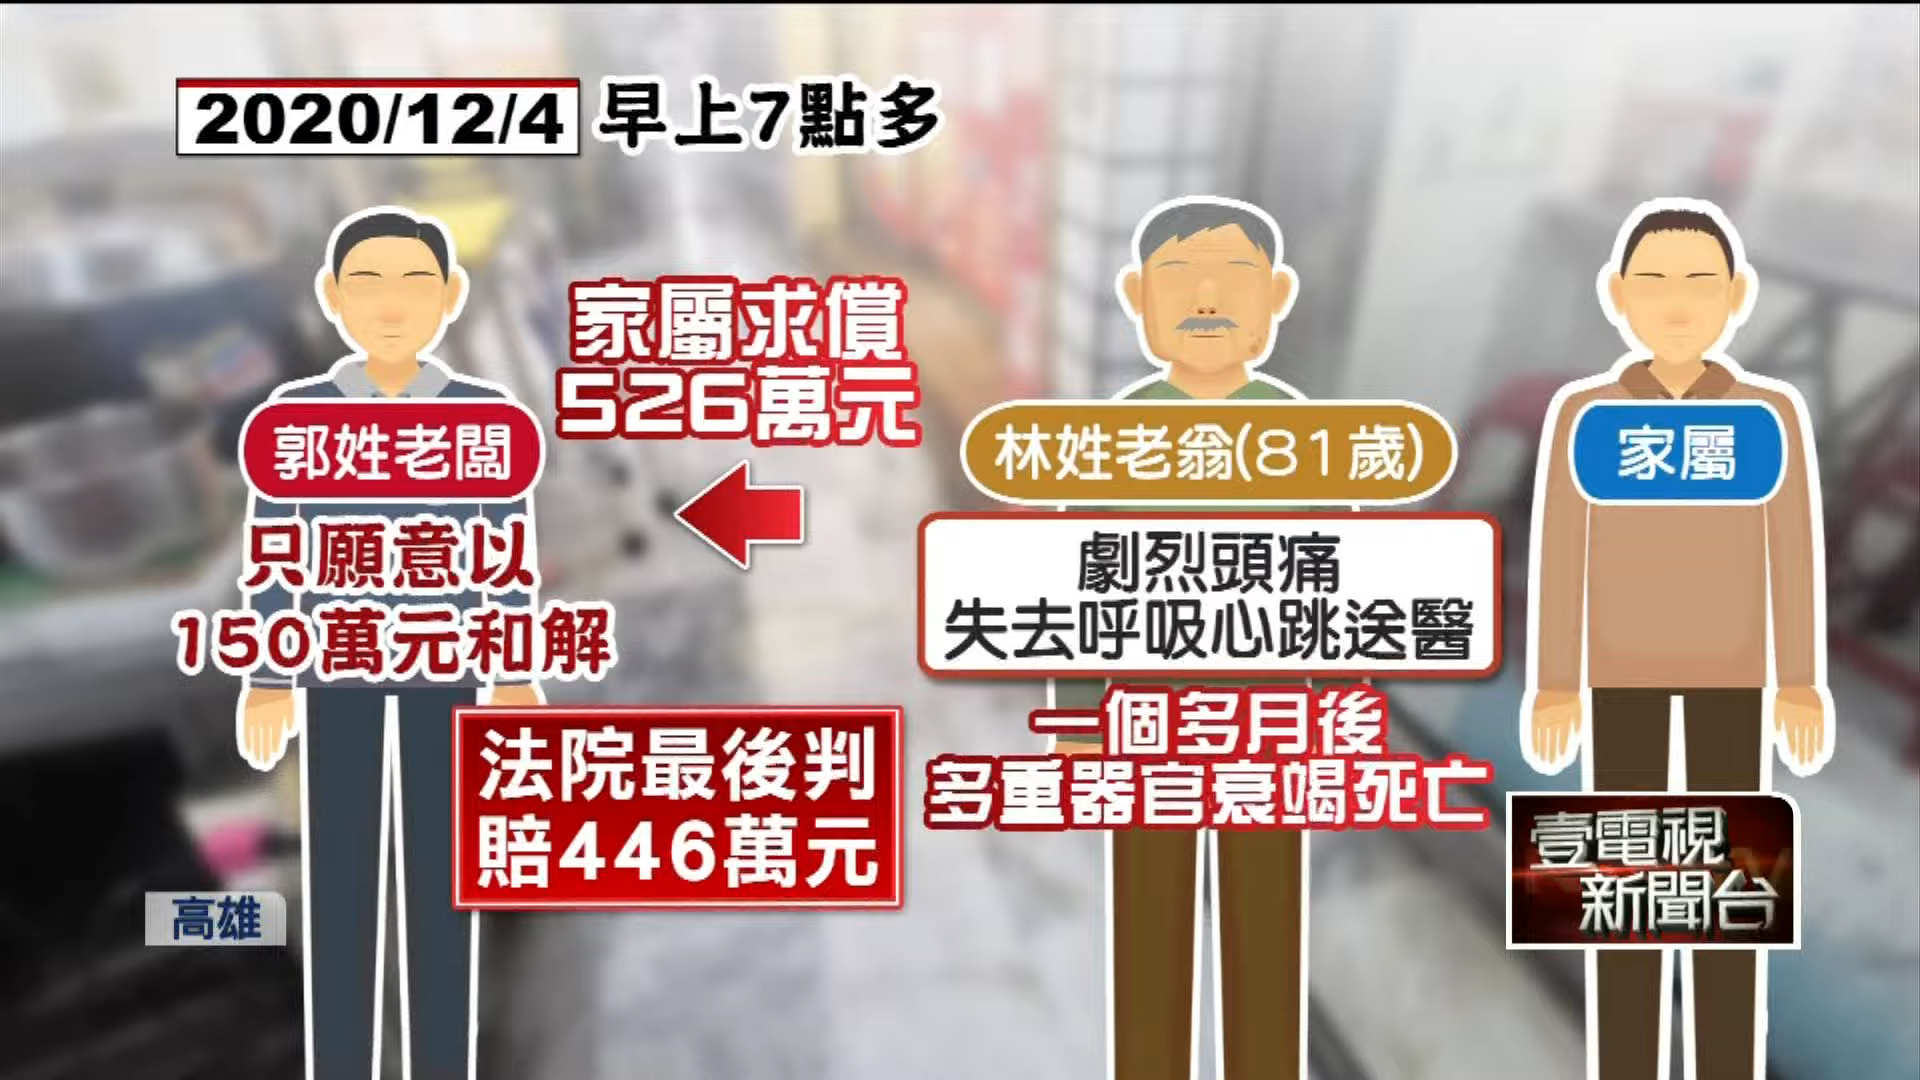 2020/12/4 早上7點多
家屬求償
526萬元
郭姓老闆
只願意以
150萬元和解
法院最後判
賠446萬元
林姓老翁(81歲)
劇烈頭痛
失去呼吸心跳送醫
一個多月後
多重器官衰竭死亡
家屬
高雄
壹電視
新聞台